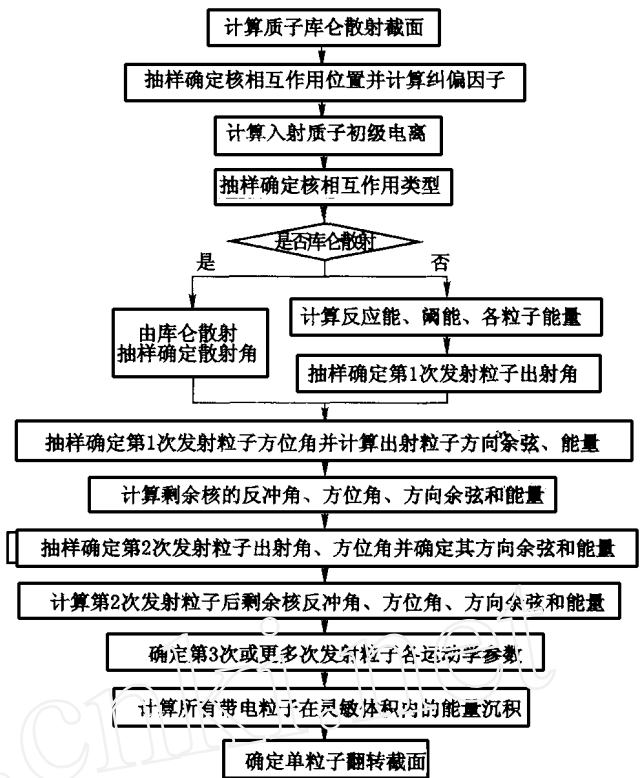 计算质子库仑散射截面
抽样确定核相互作用位置并计算纠偏因子
计算入射质子初级电离
抽样确定核相互作用类型
是否库仑散射
是
否
由库仑散射
抽样确定散射角
计算反应能、阈能、各粒子能量
抽样确定第1次发射粒子出射角
抽样确定第1次发射粒子方位角并计算出射粒子方向余弦、能量
计算剩余核的反冲角、方位角、方向余弦和能量
抽样确定第2次发射粒子出射角、方位角并确定其方向余弦和能量
计算第2次发射粒子后剩余核反冲角、方位角、方向余弦和能量
确定第3次或更多次发射粒子各运动学参数
计算所有带电粒子在灵敏体积内的能量沉积
确定单粒子翻转截面
cnki.net